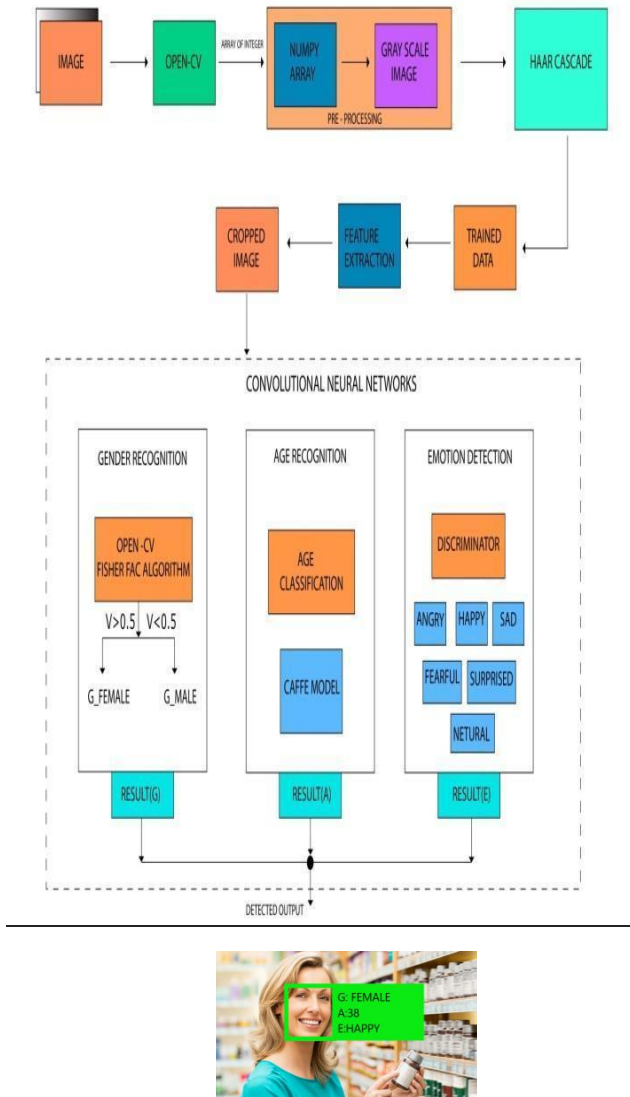 IMAGE
OPEN-CV
ARRAY OF INTEGER
NUMPY
ARRAY
GRAY SCALE
IMAGE
PRE - PROCESSING
HAAR CASCADE
CROPPED
IMAGE
FEATURE
EXTRACTION
TRAINED
DATA
CONVOLUTIONAL NEURAL NETWORKS
GENDER RECOGNITION
OPEN -CV
FISHER FAC ALGORITHM
V>0.5 V<0.5
G_FEMALE G_MALE
RESULT(G)
AGE RECOGNITION
AGE
CLASSIFICATION
CAFFE MODEL
RESULT(A)
EMOTION DETECTION
DISCRIMINATOR
ANGRY HAPPY SAD
FEARFUL SURPRISED
NETURAL
RESULT(E)
DETECTED OUTPUT
G: FEMALE
A:38
E:HAPPY